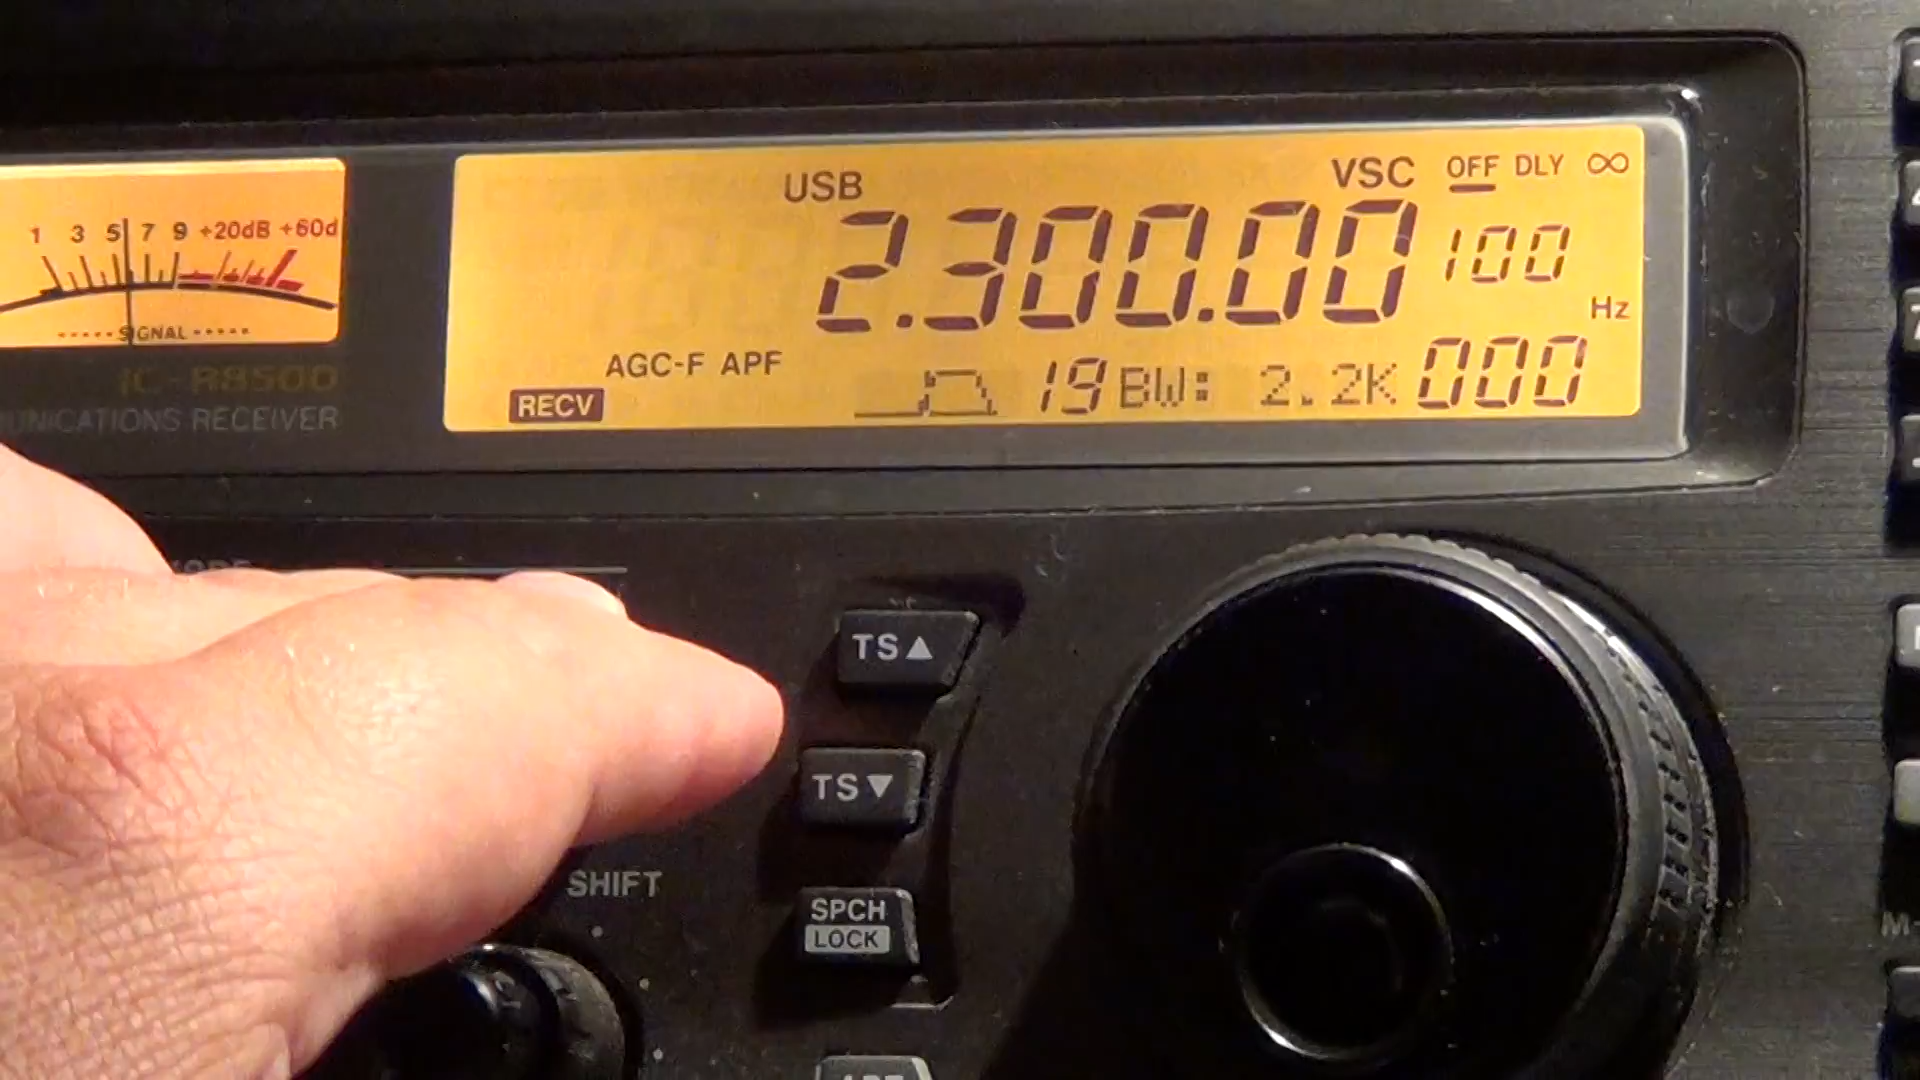 1 3 5 7 9 +20dB +60d
SIGNAL
IC-R8500
UNICATIONS RECEIVER
USB VSC OFF DLY ∞
2.300.00 100
Hz
AGC-F APF
RECV 19 BW: 2.2K 000
TS▲
TS▼
SHIFT
SPCH
LOCK
M-